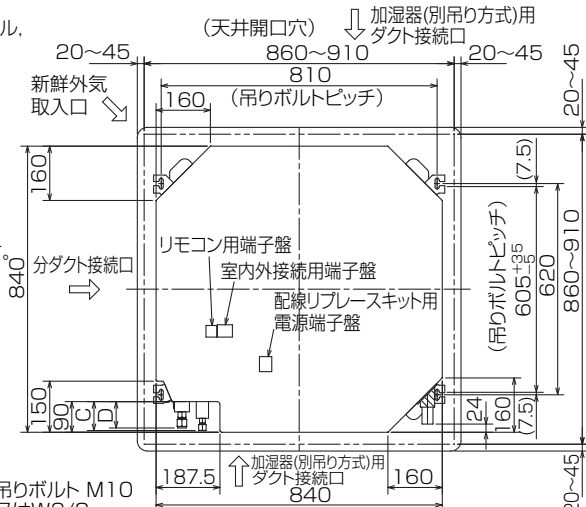 ル,
(天井開口穴)
加湿器(別吊り方式)用
ダクト接続口
20~45
860~910
20~45
810
(吊りボルトピッチ)
新鮮外気
取入口
160
20~45
160
(7.5)
840
分ダクト接続口
リモコン用端子盤
室内外接続用端子盤
配線リプレースキット用
電源端子盤
(吊りボルトピッチ)
605 +35 −5
620
860~910
150
90
C
D
24
160
(7.5)
187.5
加湿器(別吊り方式)用
ダクト接続口
160
840
20~45
吊りボルト M10